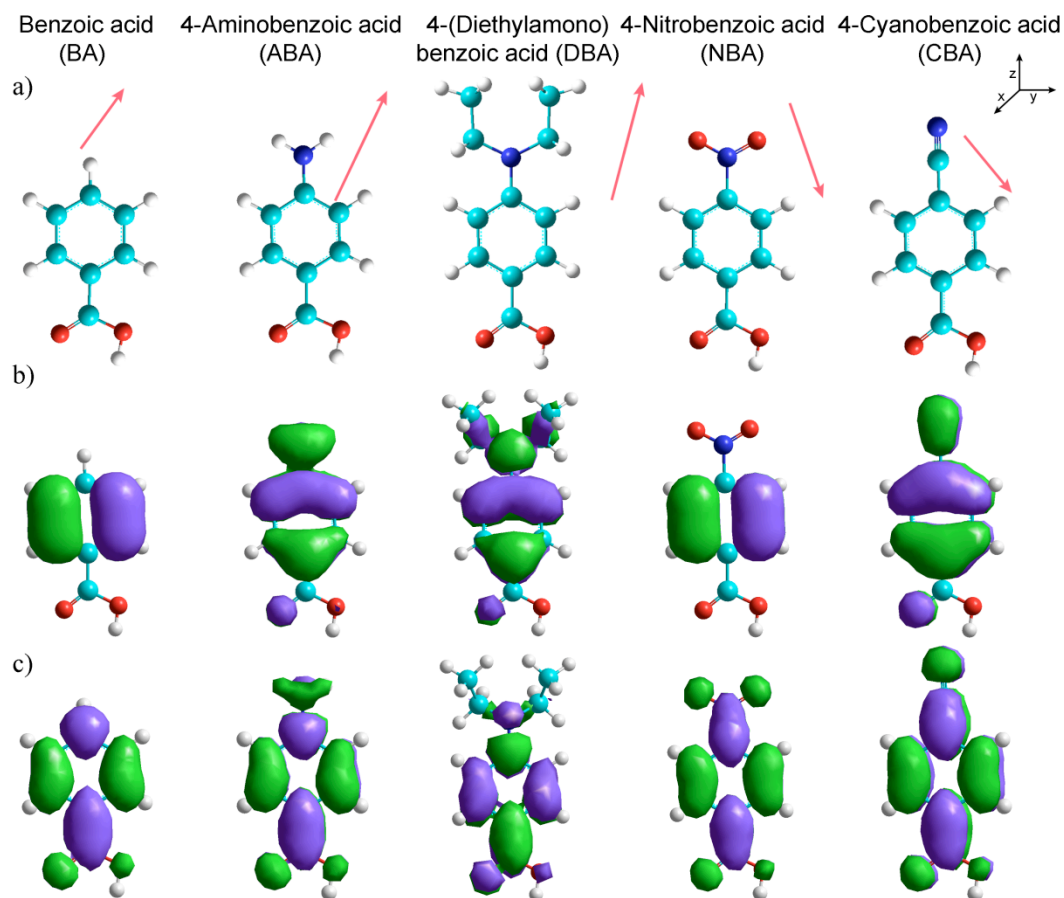 Benzoic acid
(BA)
4-Aminobenzoic acid
(ABA)
4-(Diethylamono)
benzoic acid (DBA)
4-Nitrobenzoic acid
(NBA)
4-Cyanobenzoic acid
(CBA)
a)
z
x
y
b)
c)